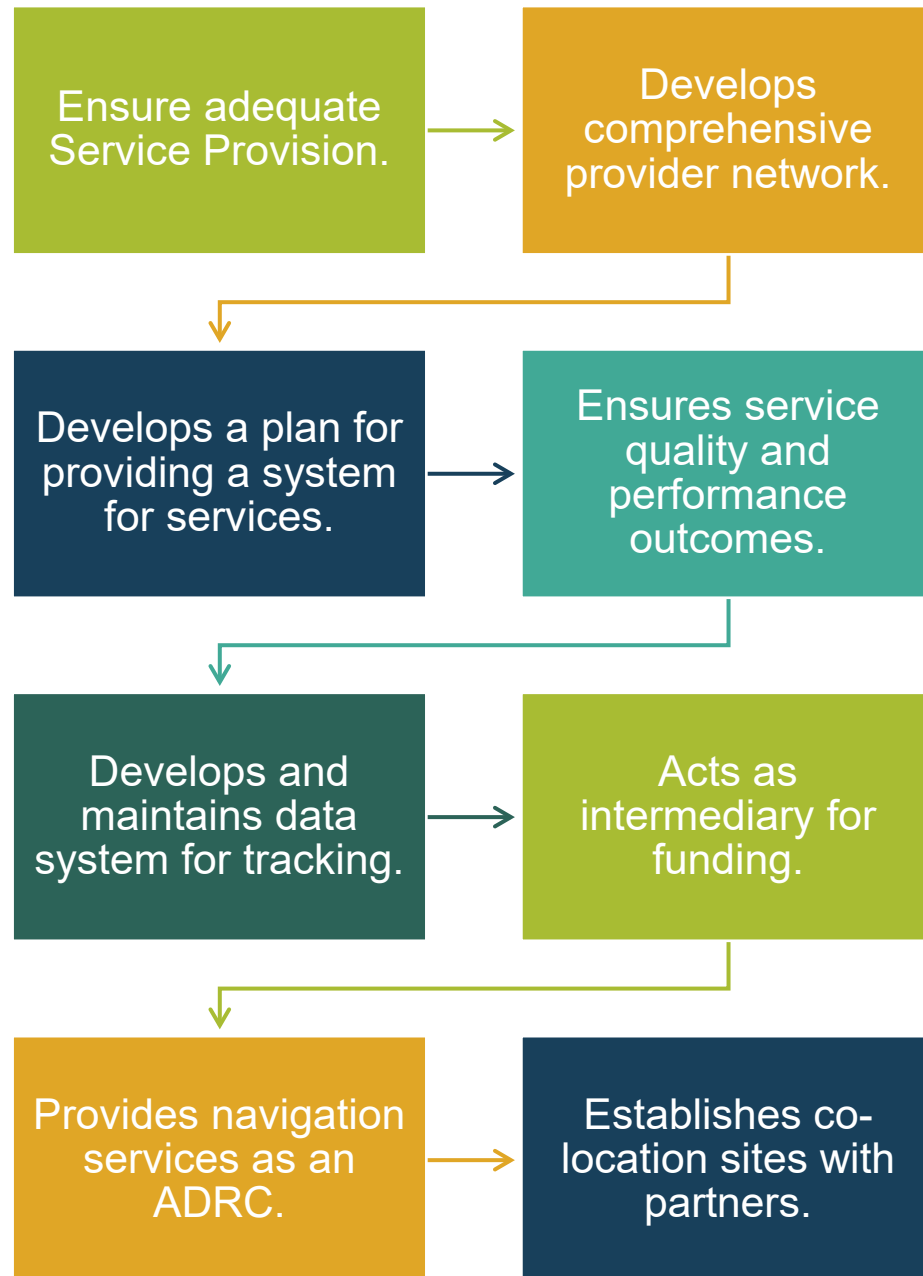 Ensure adequate
Service Provision.
Develops
comprehensive
provider network.
Develops a plan for
providing a system
for services.
Ensures service
quality and
performance
outcomes.
Develops and
maintains data
system for tracking.
Acts as
intermediary for
funding.
Provides navigation
services as an
ADRC.
Establishes co-
location sites with
partners.